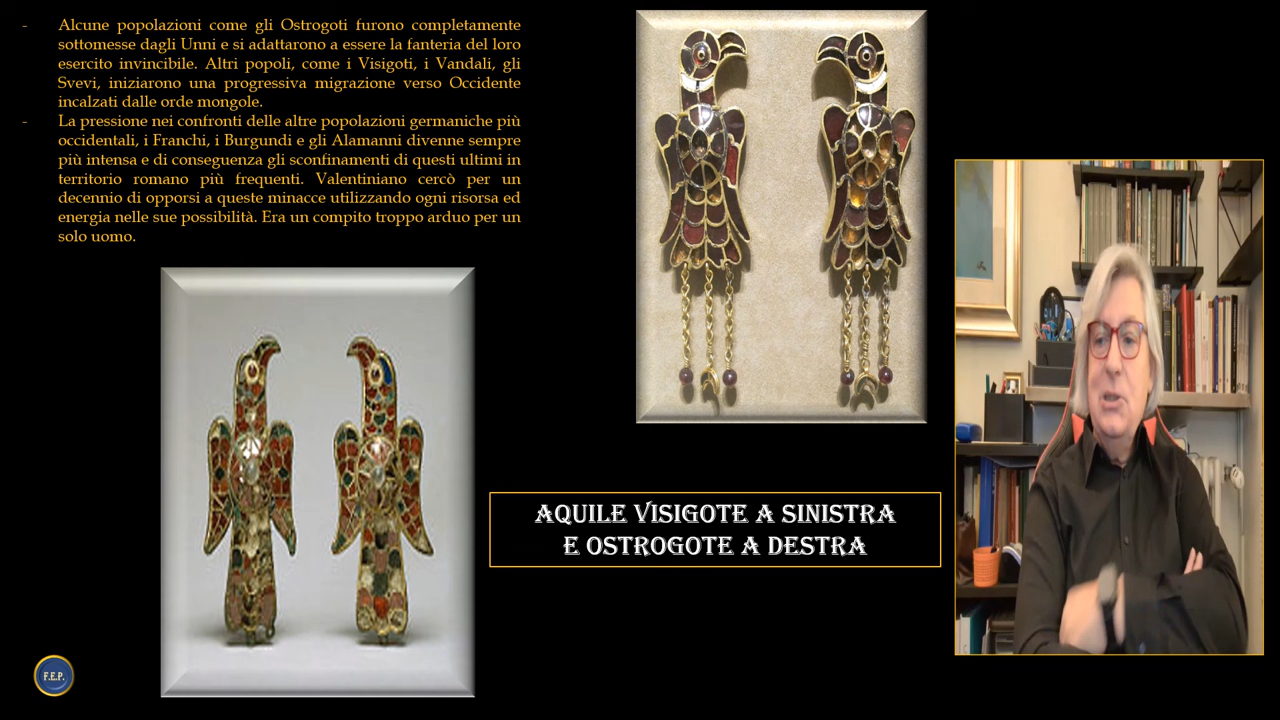 - Alcune popolazioni come gli Ostrogoti furono completamente
sottomesse dagli Unni e si adattarono a essere la fanteria del loro
esercito invincibile. Altri popoli, come i Visigoti, i Vandali, gli
Svevi, iniziarono una progressiva migrazione verso Occidente
incalzati dalle orde mongole.
- La pressione nei confronti delle altre popolazioni germaniche più
occidentali, i Franchi, i Burgundi e gli Alamanni divenne sempre
più intensa e di conseguenza gli sconfinamenti di questi ultimi in
territorio romano più frequenti. Valentiniano cercò per un
decennio di opporsi a queste minacce utilizzando ogni risorsa ed
energia nelle sue possibilità. Era un compito troppo arduo per un
solo uomo.
AQUILE VISIGOTE A SINISTRA
E OSTROGOTE A DESTRA
F.E.P.